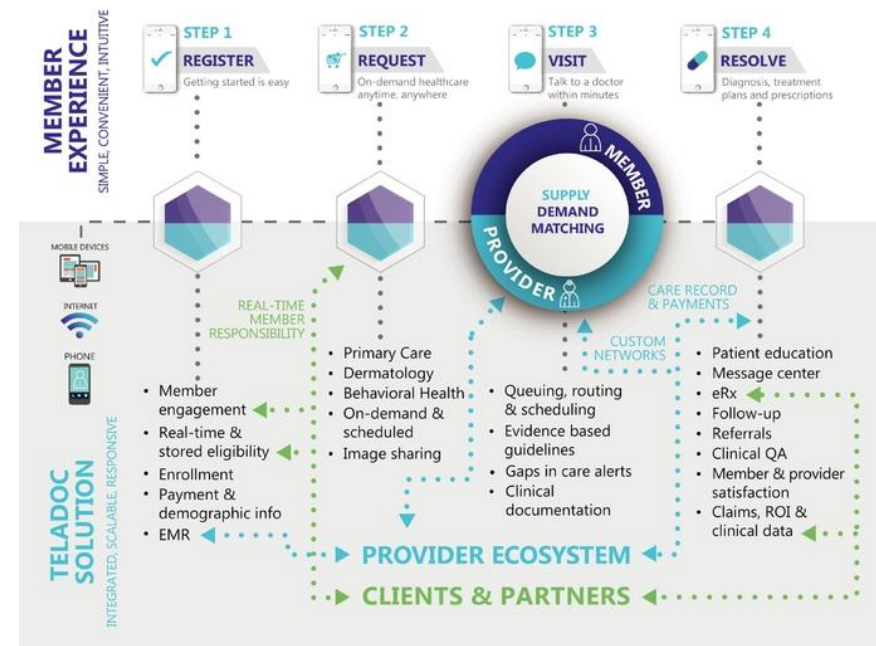 MEMBER
EXPERIENCE
SIMPLE, CONVENIENT, INTUITIVE
STEP 1
REGISTER
Getting started is easy
STEP 2
REQUEST
On-demand healthcare
anytime, anywhere
STEP 3
VISIT
Talk to a doctor
within minutes
STEP 4
RESOLVE
Diagnosis, treatment
plans and prescriptions
MEMBER
SUPPLY
DEMAND
MATCHING
PROVIDER
MOBILE DEVICES
INTERNET
PHONE
TELADOC
SOLUTION
INTEGRATED, SCALABLE, RESPONSIVE
REAL-TIME
MEMBER
RESPONSIBILITY
CARE RECORD
& PAYMENTS
CUSTOM
NETWORKS
• Member
engagement
• Real-time &
stored eligibility
• Enrollment
• Payment &
demographic info
• EMR
• Primary Care
• Dermatology
• Behavioral Health
• On-demand &
scheduled
• Image sharing
• Queuing, routing
& scheduling
• Evidence based
guidelines
• Gaps in care alerts
• Clinical
documentation
• Patient education
• Message center
• eRx
• Follow-up
• Referrals
• Clinical QA
• Member & provider
satisfaction
• Claims, ROI &
clinical data
PROVIDER ECOSYSTEM
CLIENTS & PARTNERS